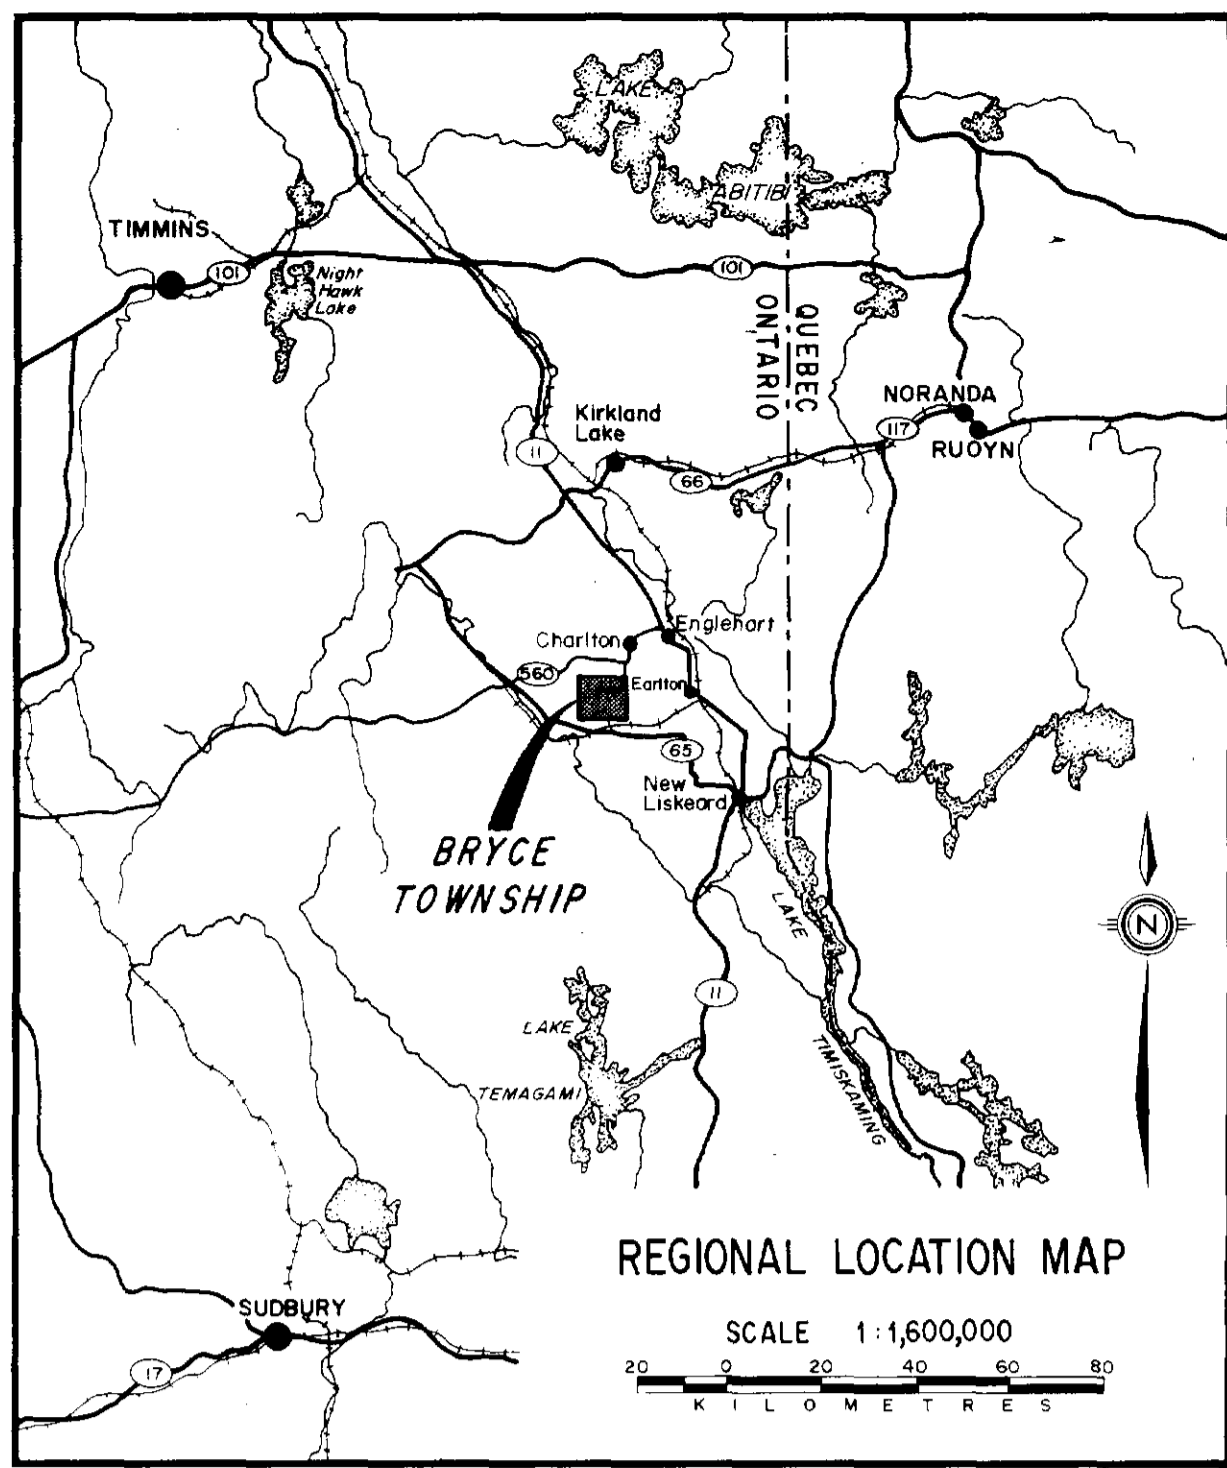 LAKE
ABITIBI
TIMMINS
101
101
Night
Hawk
Lake
ONTARIO
QUEBEC
NORANDA
Kirkland
Lake
117
RUOYN
11
66
Englehart
Charlton
560
Earlton
65
New
Liskeard
BRYCE
TOWNSHIP
LAKE
TIMISKAMING
N
11
LAKE
TEMAGAMI
REGIONAL LOCATION MAP
SUDBURY
SCALE 1:1,600,000
17
20 0 20 40 60 80
KILOMETRES